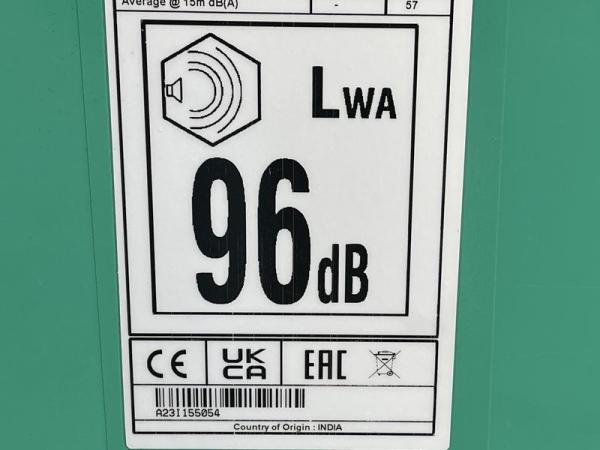 Average @ 15m dB(A) - 57
LWA
96dB
CE UK CA EAC
A23I155054
Country of Origin : INDIA